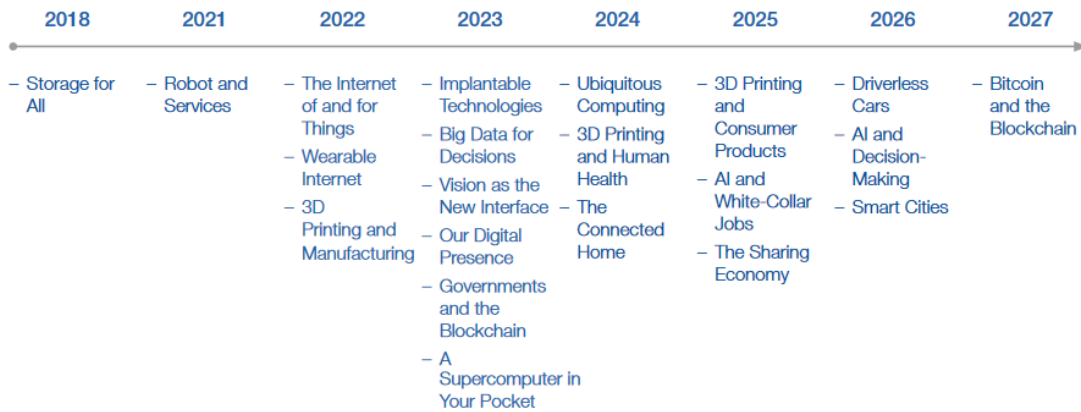 2018
2021
2022
2023
2024
2025
2026
2027
– Storage for
All
– Robot and
Services
– The Internet
of and for
Things
– Wearable
Internet
– 3D
Printing and
Manufacturing
– Implantable
Technologies
– Big Data for
Decisions
– Vision as the
New Interface
– Our Digital
Presence
– Governments
and the
Blockchain
– A
Supercomputer in
Your Pocket
– Ubiquitous
Computing
– 3D Printing
and Human
Health
– The
Connected
Home
– 3D Printing
and
Consumer
Products
– AI and
White-Collar
Jobs
– The Sharing
Economy
– Driverless
Cars
– AI and
Decision-
Making
– Smart Cities
– Bitcoin
and the
Blockchain